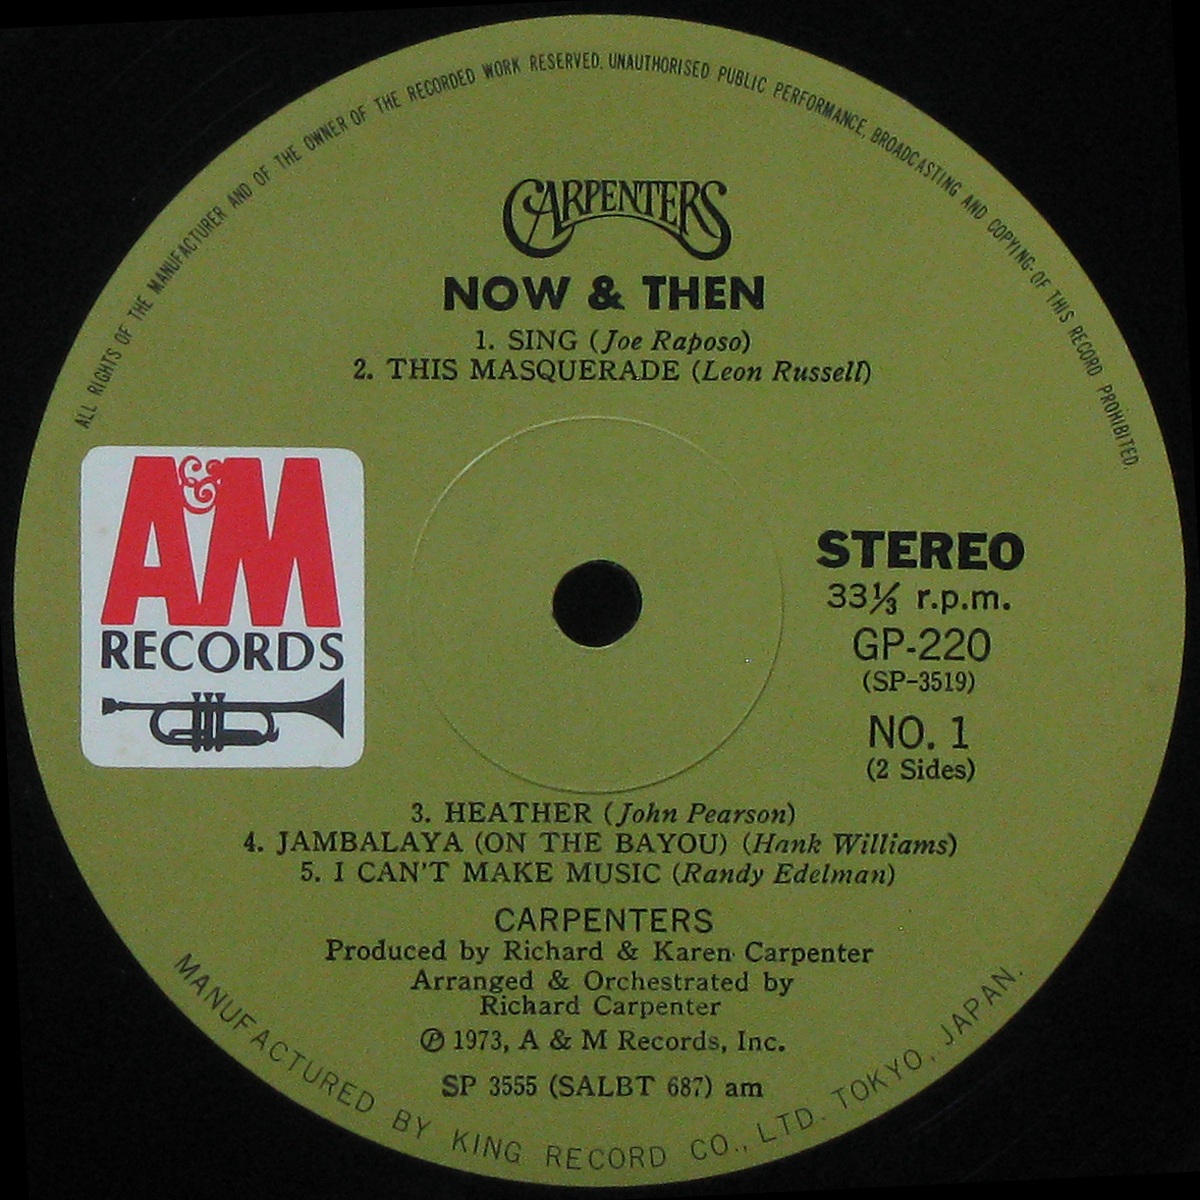 ALL RIGHTS OF THE MANUFACTURER AND OF THE OWNER OF THE RECORDED WORK RESERVED. UNAUTHORISED PUBLIC PERFORMANCE, BROADCASTING AND COPYING OF THIS RECORD PROHIBITED.
CARPENTERS
NOW & THEN
1. SING (Joe Raposo)
2. THIS MASQUERADE (Leon Russell)
A&M
RECORDS
STEREO
33⅓ r.p.m.
GP-220
(SP-3519)
NO. 1
(2 Sides)
3. HEATHER (John Pearson)
4. JAMBALAYA (ON THE BAYOU) (Hank Williams)
5. I CAN'T MAKE MUSIC (Randy Edelman)
CARPENTERS
Produced by Richard & Karen Carpenter
Arranged & Orchestrated by
Richard Carpenter
℗ 1973, A & M Records, Inc.
SP 3555 (SALBT 687) am
MANUFACTURED BY KING RECORD CO., LTD. TOKYO, JAPAN.